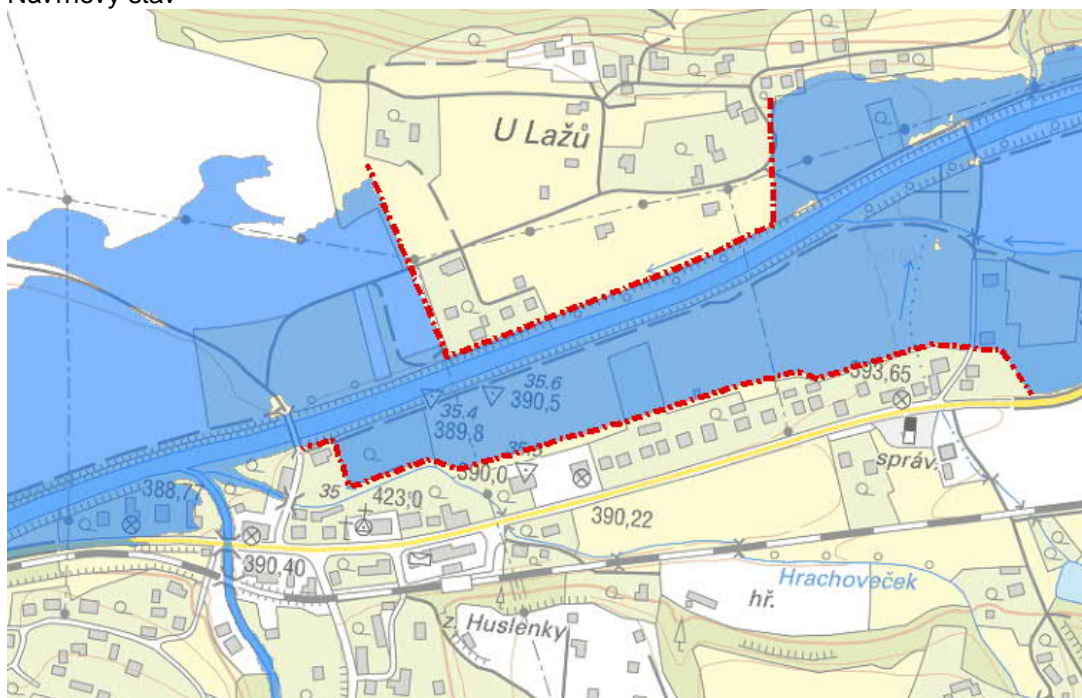 Návrhový stav
U Lažů
35.6
390,5
35.4
389,8
393,65
390,0
správ.
388,7
35
423,0
390,22
390,40
Hrachoveček
hř.
z. Huslenky